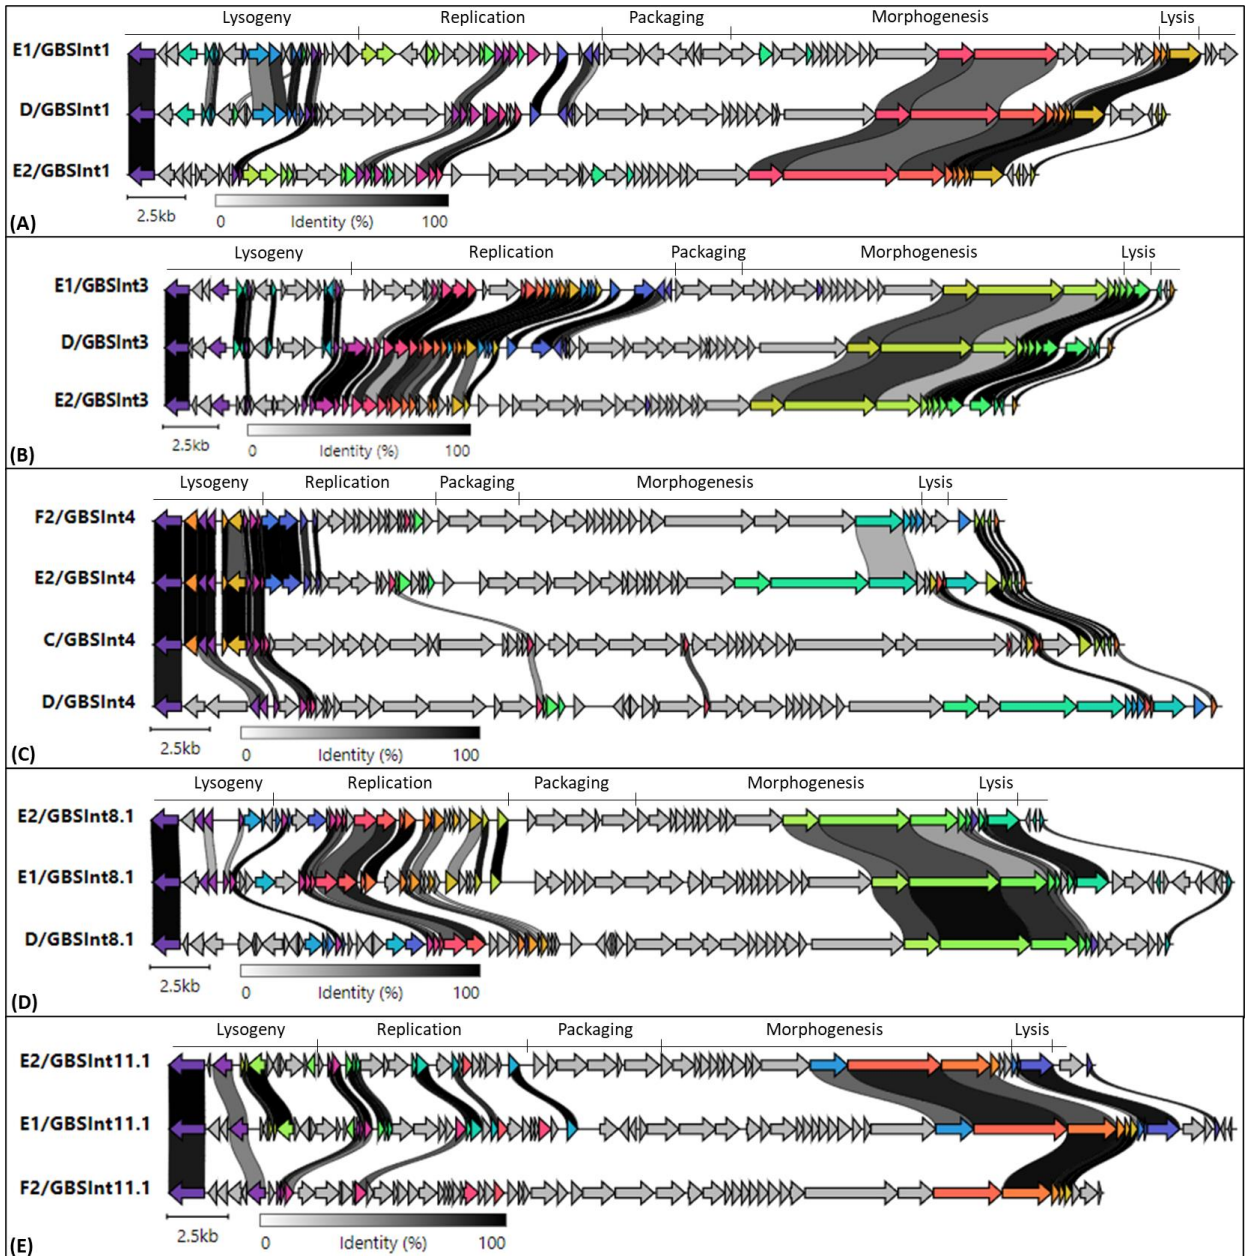 Lysogeny Replication Packaging Morphogenesis Lysis
E1/GBSInt1
D/GBSInt1
E2/GBSInt1
2.5kb 0 Identity (%) 100
(A)
Lysogeny Replication Packaging Morphogenesis Lysis
E1/GBSInt3
D/GBSInt3
E2/GBSInt3
2.5kb 0 Identity (%) 100
(B)
Lysogeny Replication Packaging Morphogenesis Lysis
F2/GBSInt4
E2/GBSInt4
C/GBSInt4
D/GBSInt4
2.5kb 0 Identity (%) 100
(C)
Lysogeny Replication Packaging Morphogenesis Lysis
E2/GBSInt8.1
E1/GBSInt8.1
D/GBSInt8.1
2.5kb 0 Identity (%) 100
(D)
Lysogeny Replication Packaging Morphogenesis Lysis
E2/GBSInt11.1
E1/GBSInt11.1
F2/GBSInt11.1
2.5kb 0 Identity (%) 100
(E)